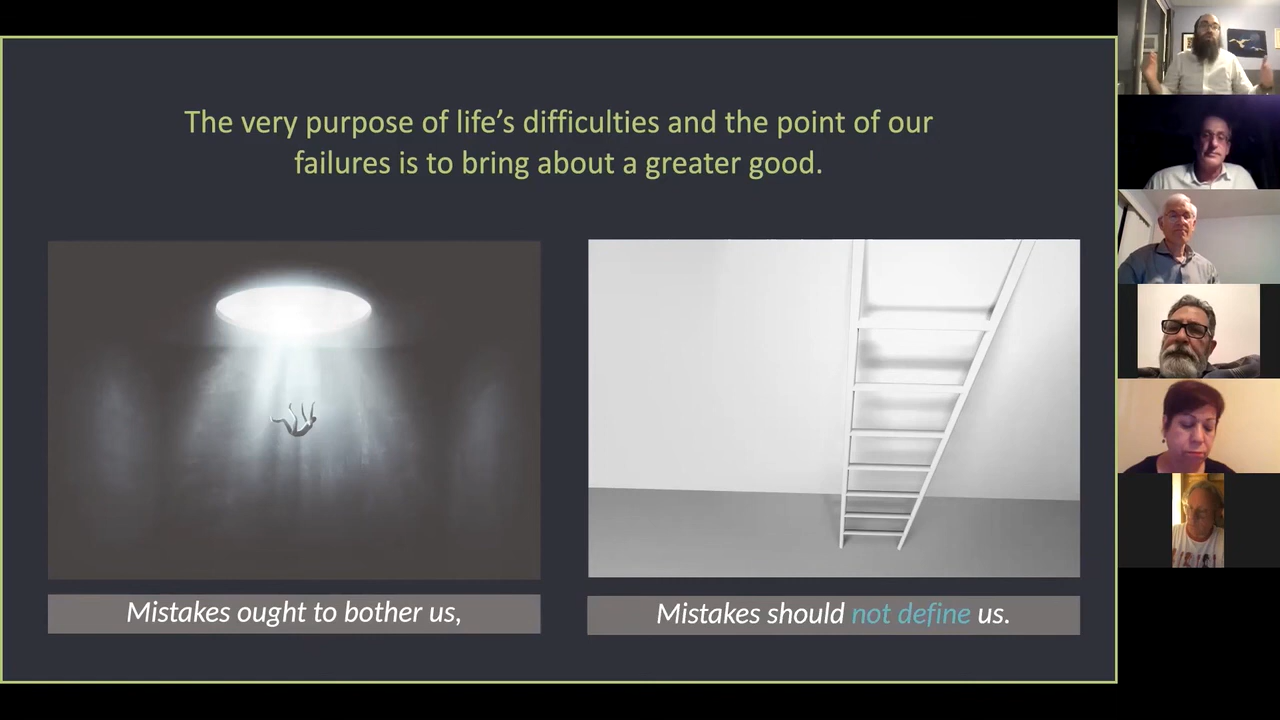 The very purpose of life’s difficulties and the point of our
failures is to bring about a greater good.
Mistakes ought to bother us,
Mistakes should not define us.